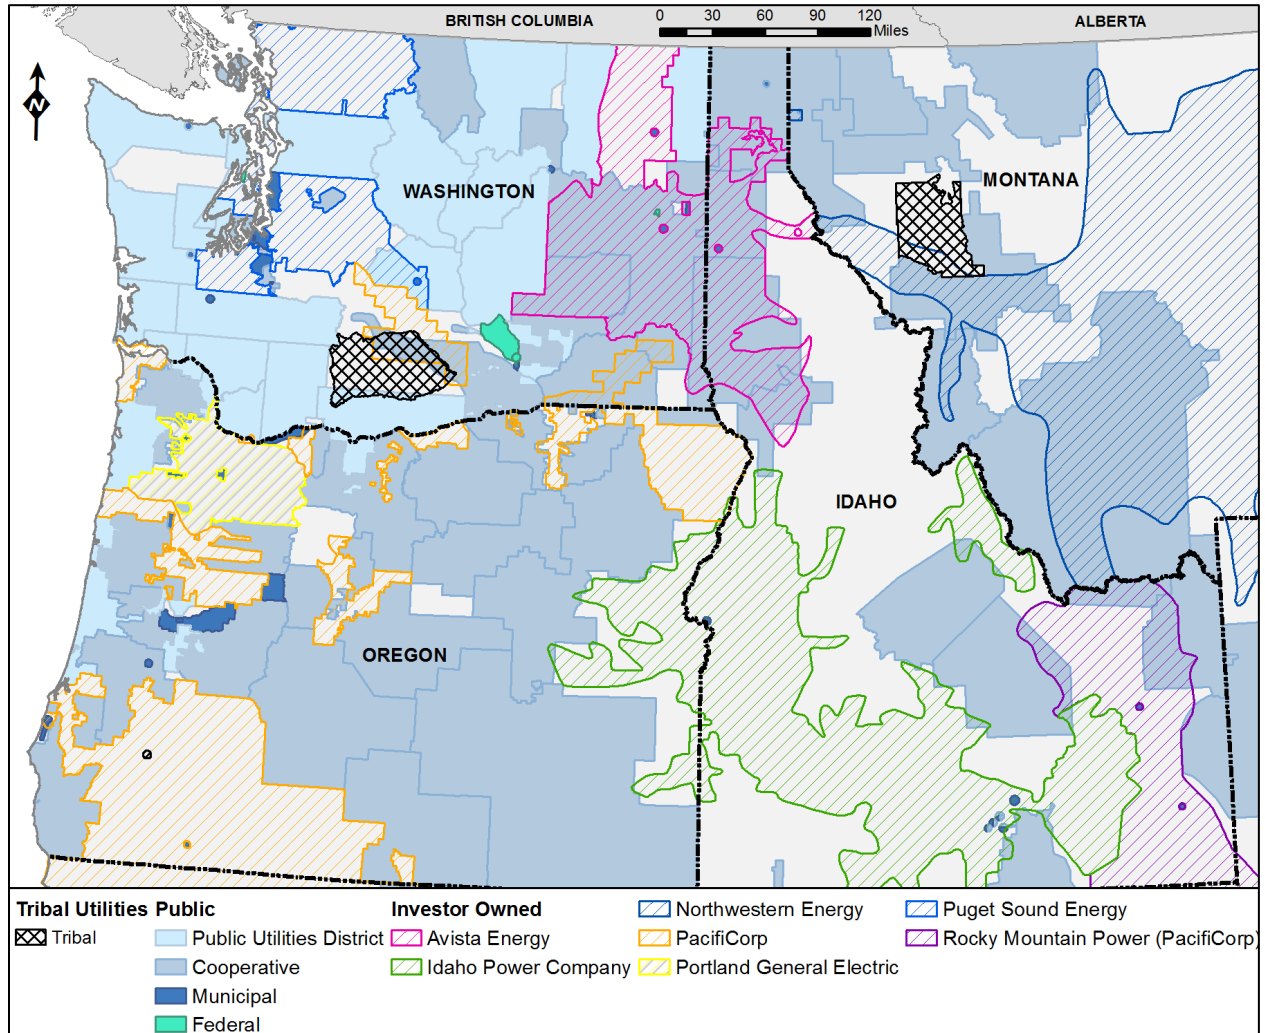 BRITISH COLUMBIA
0 30 60 90 120
Miles
ALBERTA
N
WASHINGTON
MONTANA
IDAHO
OREGON
Tribal Utilities
Tribal
Public
Public Utilities District
Cooperative
Municipal
Federal
Investor Owned
Avista Energy
Idaho Power Company
Northwestern Energy
PacifiCorp
Portland General Electric
Puget Sound Energy
Rocky Mountain Power (PacifiCorp)